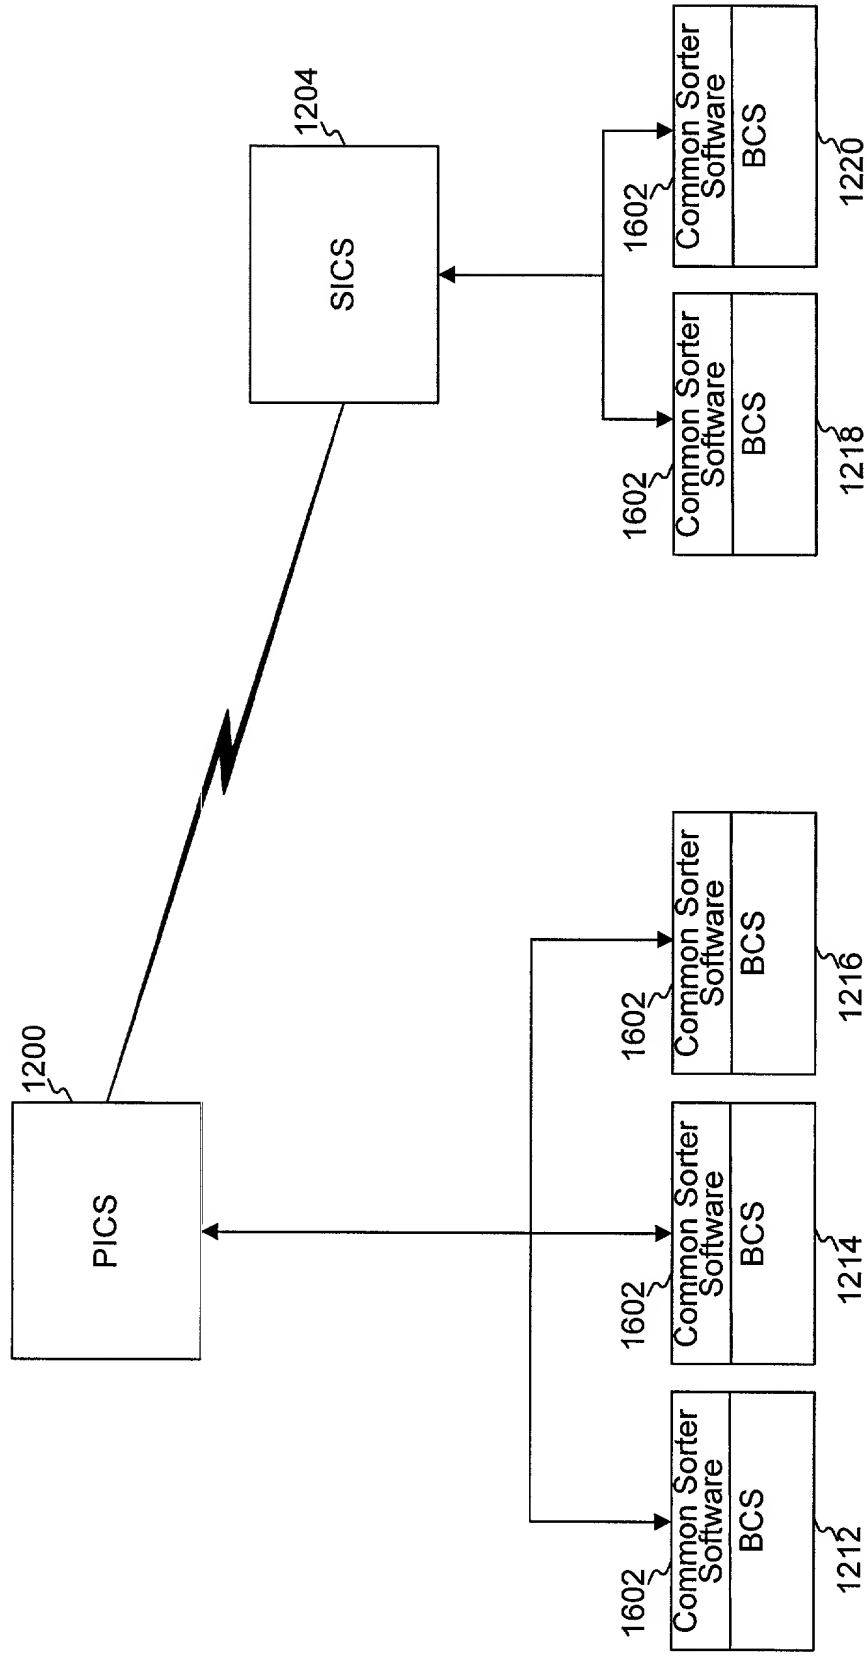 1200
PICS
1204
SICS
1602
Common Sorter
Software
BCS
1212
1602
Common Sorter
Software
BCS
1214
1602
Common Sorter
Software
BCS
1216
1602
Common Sorter
Software
BCS
1218
1602
Common Sorter
Software
BCS
1220